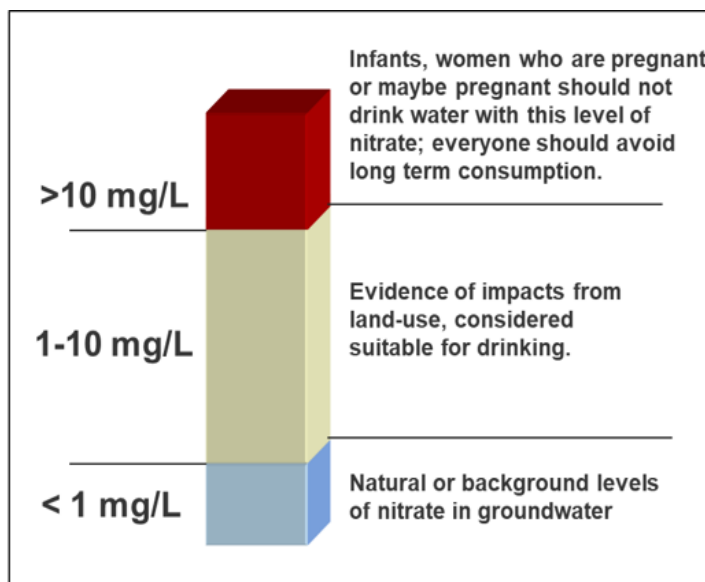 Infants, women who are pregnant
or maybe pregnant should not
drink water with this level of
nitrate; everyone should avoid
long term consumption.
>10 mg/L
Evidence of impacts from
land-use, considered
suitable for drinking.
1-10 mg/L
Natural or background levels
of nitrate in groundwater
< 1 mg/L